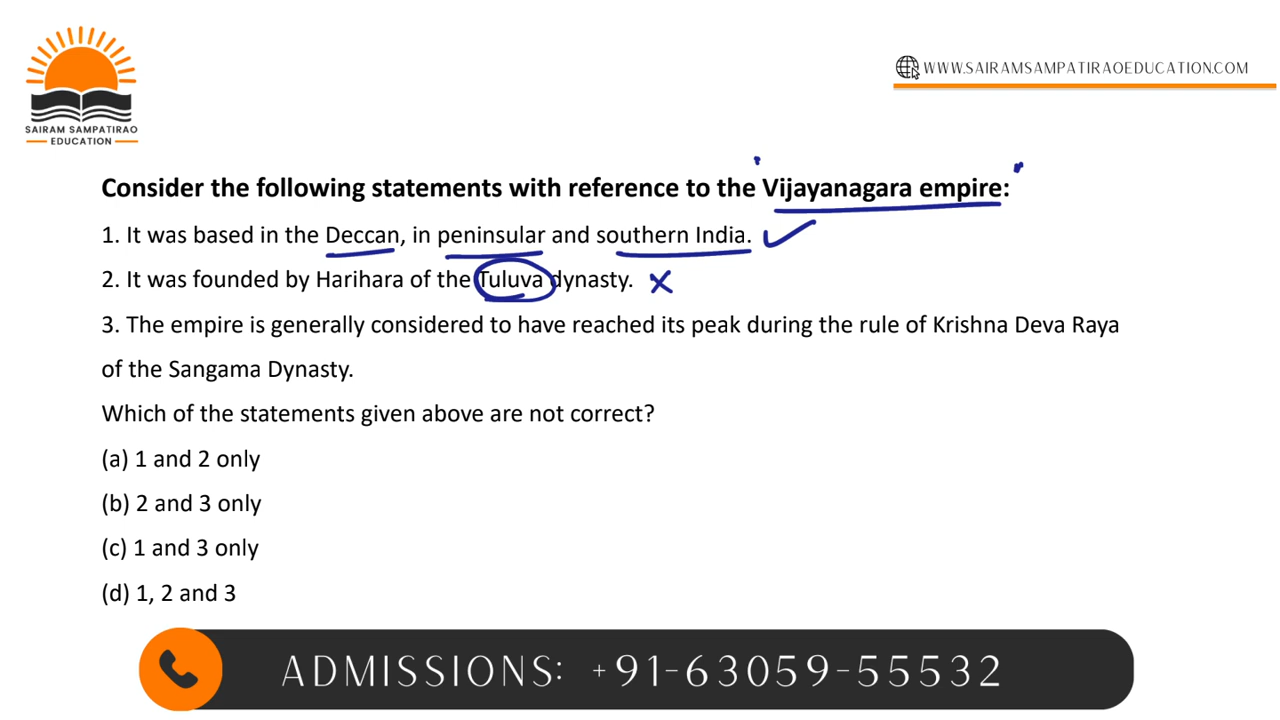 SAIRAM SAMPATIRAO
EDUCATION
WWW.SAIRAMSAMPATIRAOEDUCATION.COM
Consider the following statements with reference to the Vijayanagara empire:
1. It was based in the Deccan, in peninsular and southern India.
2. It was founded by Harihara of the Tuluva dynasty.
3. The empire is generally considered to have reached its peak during the rule of Krishna Deva Raya
of the Sangama Dynasty.
Which of the statements given above are not correct?
(a) 1 and 2 only
(b) 2 and 3 only
(c) 1 and 3 only
(d) 1, 2 and 3
ADMISSIONS: +91-63059-55532